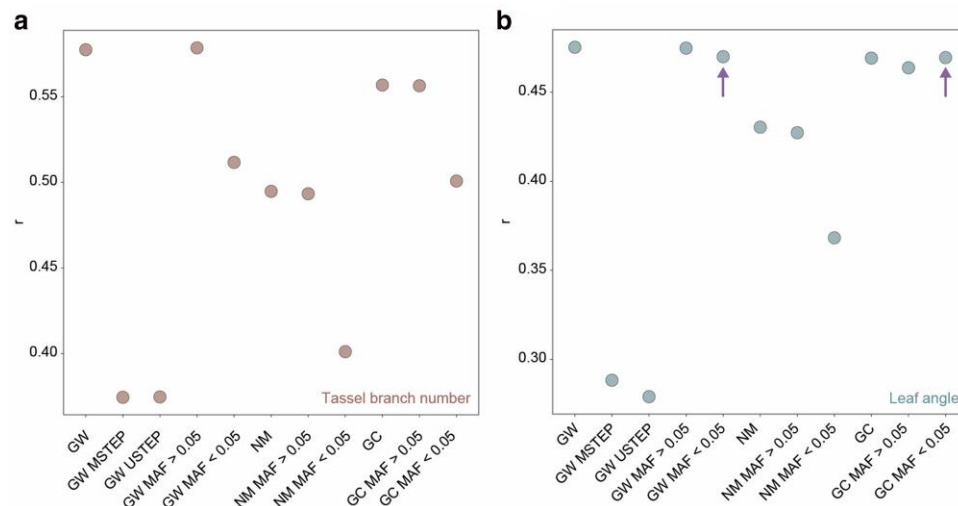 a
0.55
0.50
0.45
0.40
r
Tassel branch number
GW
GW MSTEP
GW USTEP
GW MAF > 0.05
GW MAF < 0.05
NM
NM MAF > 0.05
NM MAF < 0.05
GC
GC MAF > 0.05
GC MAF < 0.05
b
0.45
0.40
0.35
0.30
r
Leaf angle
GW
GW MSTEP
GW USTEP
GW MAF > 0.05
GW MAF < 0.05
NM
NM MAF > 0.05
NM MAF < 0.05
GC
GC MAF > 0.05
GC MAF < 0.05